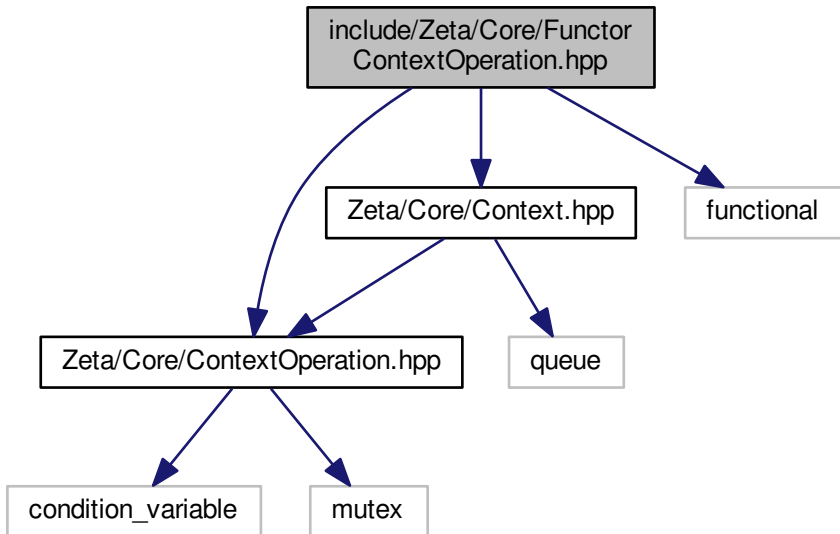 include/Zeta/Core/Functor
ContextOperation.hpp
Zeta/Core/Context.hpp
functional
Zeta/Core/ContextOperation.hpp
queue
condition_variable
mutex